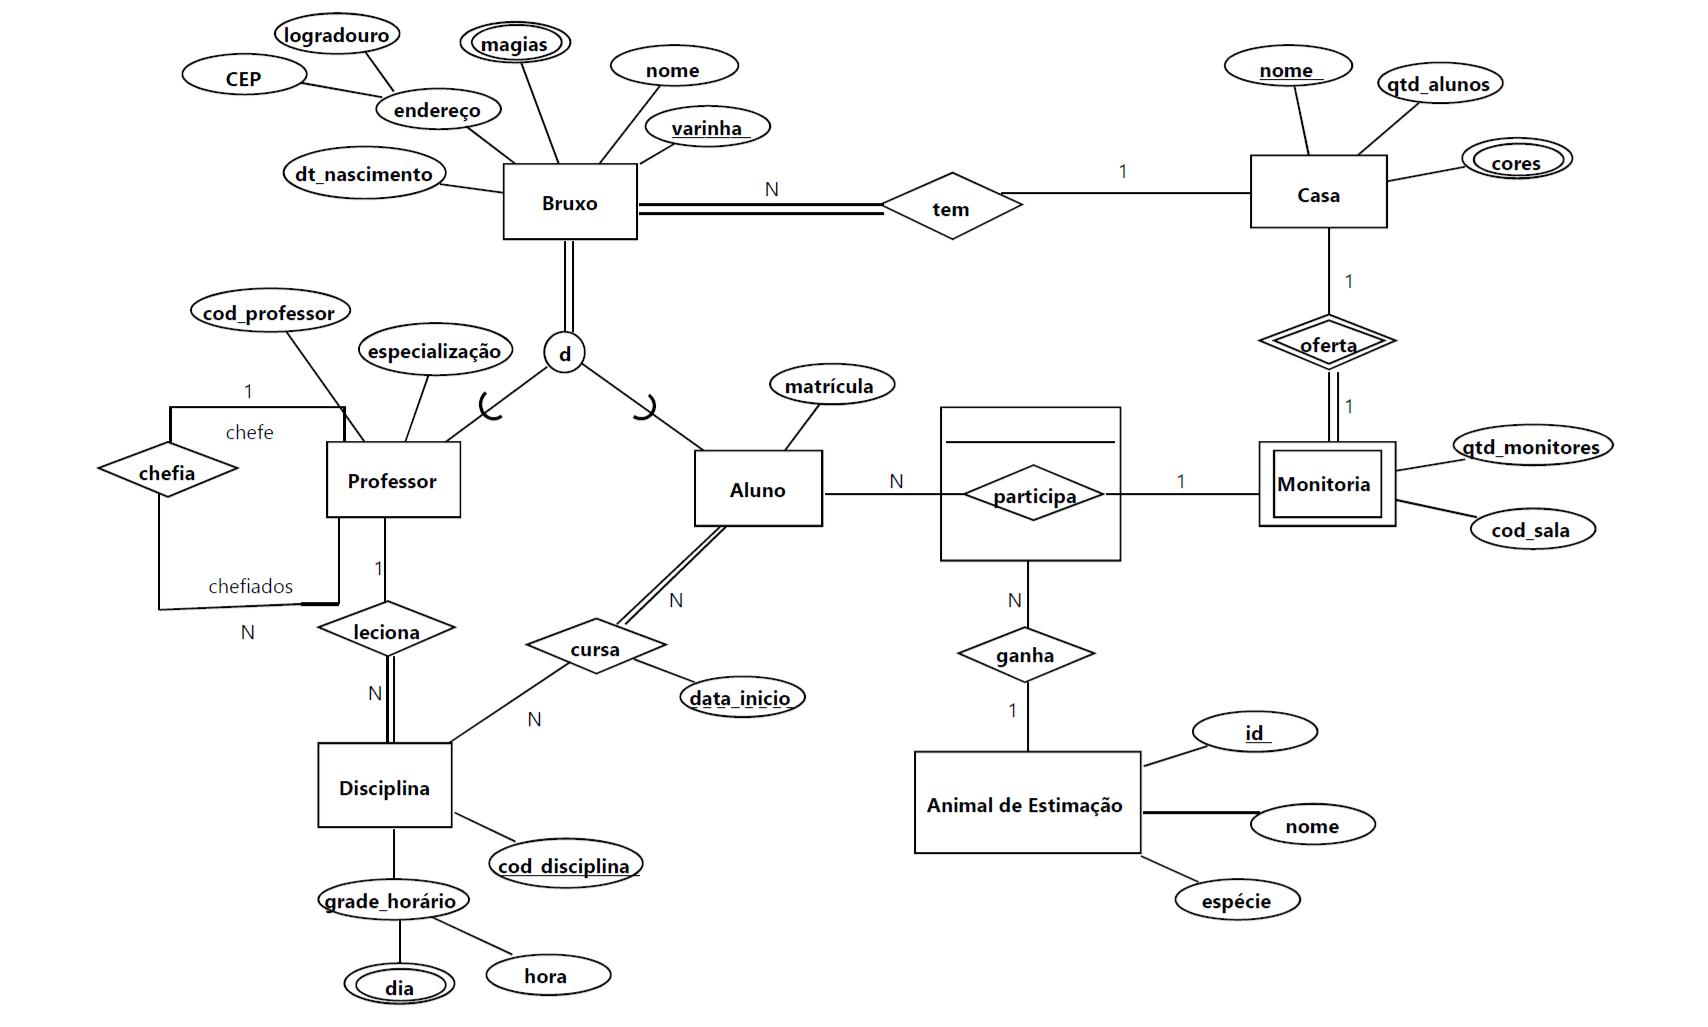 logradouro
magias
nome
CEP
endereço
varinha
dt_nascimento
Bruxo
N
tem
1
nome
qtd_alunos
cores
Casa
1
oferta
1
cod_professor
especialização
d
matrícula
1
chefe
chefia
Professor
Aluno
N
participa
1
Monitoria
qtd_monitores
cod_sala
chefiados
N
1
leciona
N
cursa
N
data_inicio
N
N
ganha
1
Disciplina
cod_disciplina
grade_horário
dia
hora
Animal de Estimação
id
nome
espécie